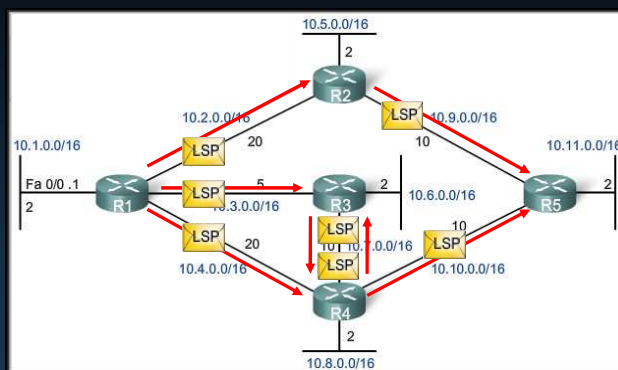 10.5.0.0/16
2
R2
10.2.0.0/16
LSP
20
LSP
10.9.0.0/16
10
10.1.0.0/16
10.11.0.0/16
Fa 0/0 .1
2
R1
LSP
5
10.3.0.0/16
R3
2
10.6.0.0/16
R5
2
LSP
20
10.4.0.0/16
LSP
10
10.7.0.0/16
LSP
LSP
10
10.10.0.0/16
R4
2
10.8.0.0/16